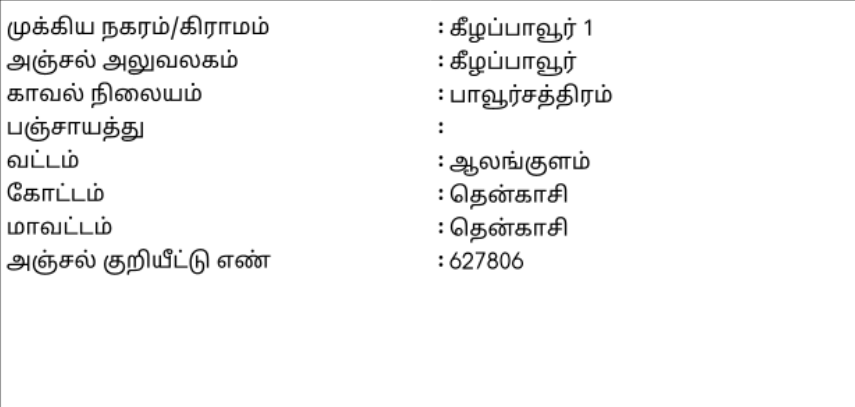 முக்கிய நகரம்/கிராமம் : கீழப்பாவூர் 1
அஞ்சல் அலுவலகம் : கீழப்பாவூர்
காவல் நிலையம் : பாவூர்சத்திரம்
பஞ்சாயத்து :
வட்டம் : ஆலங்குளம்
கோட்டம் : தென்காசி
மாவட்டம் : தென்காசி
அஞ்சல் குறியீட்டு எண் : 627806